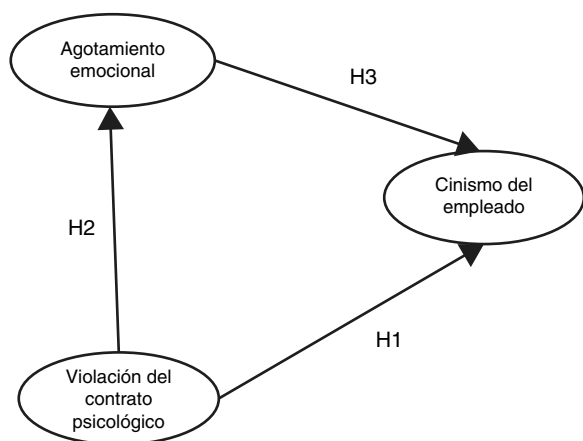 Agotamiento
emocional
H3
Cinismo del
empleado
H2
H1
Violación del
contrato
psicológico